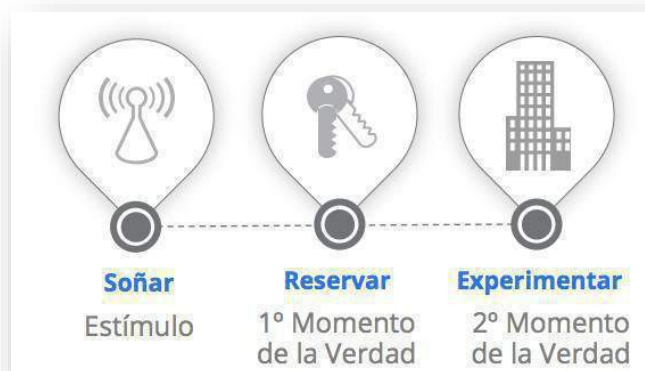 Soñar
Estímulo
Reservar
1º Momento
de la Verdad
Experimentar
2º Momento
de la Verdad